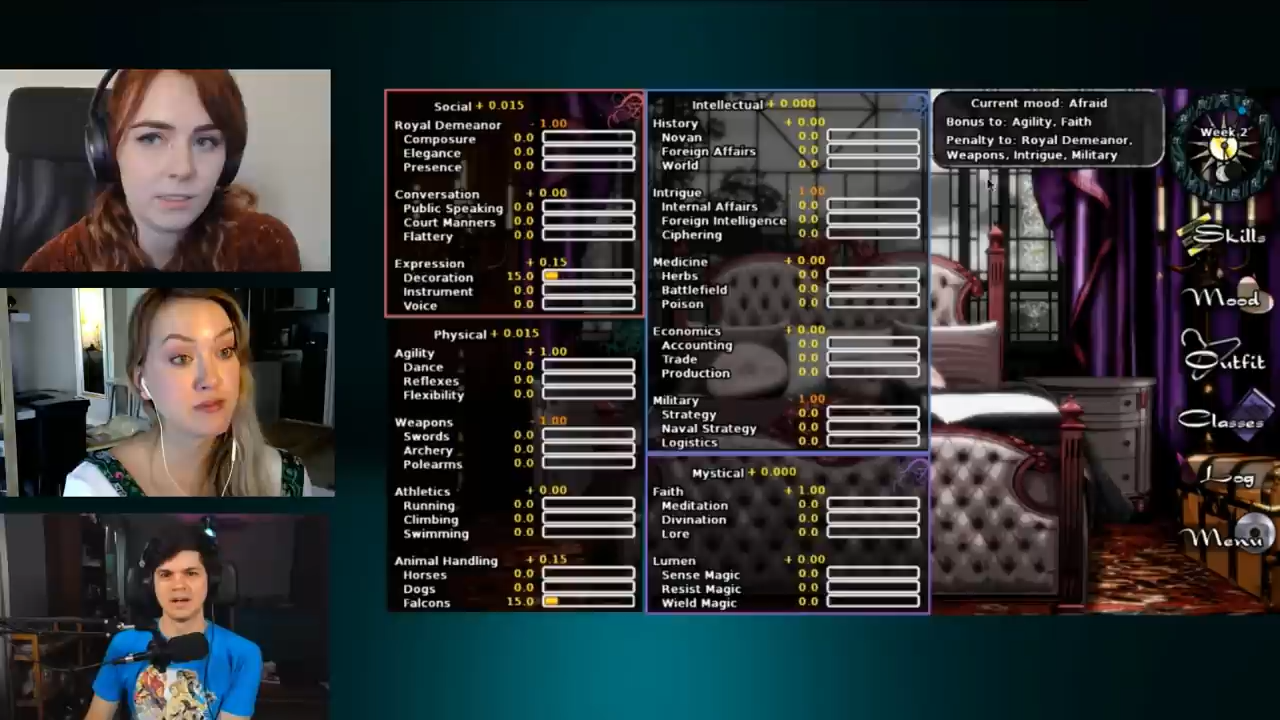 Social + 0.015
Royal Demeanor - 1.00
Composure 0.0
Elegance 0.0
Presence 0.0
Conversation + 0.00
Public Speaking 0.0
Court Manners 0.0
Flattery 0.0
Expression + 0.15
Decoration 15.0
Instrument 0.0
Voice 0.0
Physical + 0.015
Agility + 1.00
Dance 0.0
Reflexes 0.0
Flexibility 0.0
Weapons - 1.00
Swords 0.0
Archery 0.0
Polearms 0.0
Athletics + 0.00
Running 0.0
Climbing 0.0
Swimming 0.0
Animal Handling + 0.15
Horses 0.0
Dogs 0.0
Falcons 15.0
Intellectual + 0.000
History + 0.00
Novan 0.0
Foreign Affairs 0.0
World 0.0
Intrigue - 1.00
Internal Affairs 0.0
Foreign Intelligence 0.0
Ciphering 0.0
Medicine + 0.00
Herbs 0.0
Battlefield 0.0
Poison 0.0
Economics + 0.00
Accounting 0.0
Trade 0.0
Production 0.0
Military - 1.00
Strategy 0.0
Naval Strategy 0.0
Logistics 0.0
Mystical + 0.000
Faith + 1.00
Meditation 0.0
Divination 0.0
Lore 0.0
Lumen + 0.00
Sense Magic 0.0
Resist Magic 0.0
Wield Magic 0.0
Current mood: Afraid
Bonus to: Agility, Faith
Penalty to: Royal Demeanor,
Weapons, Intrigue, Military
Week 2
Skills
Mood
Outfit
Classes
Log
Menu